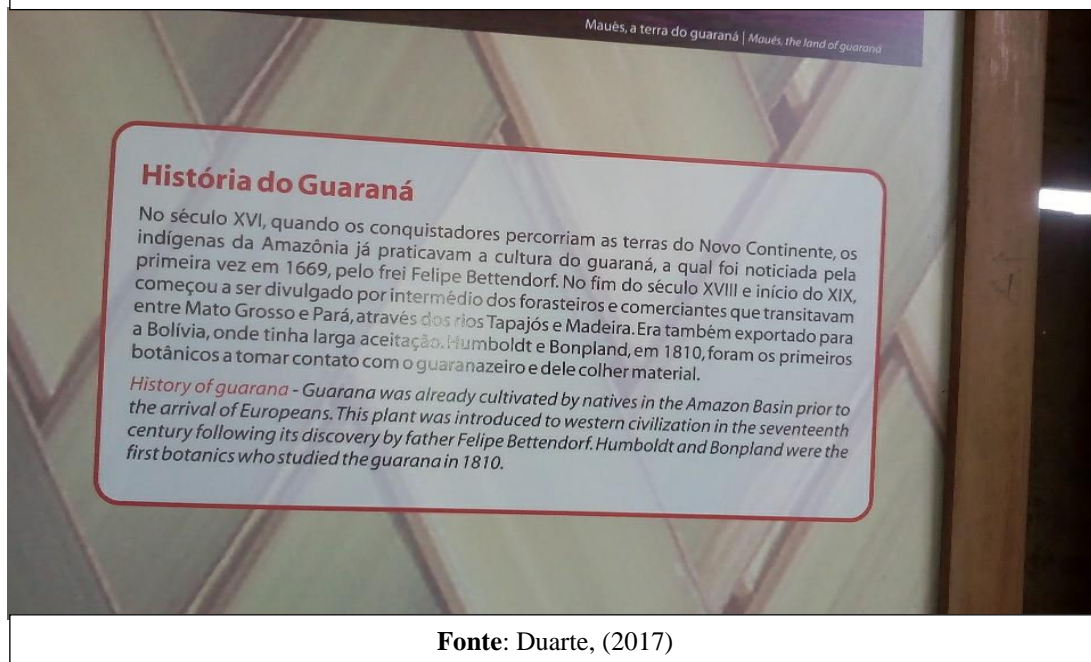 Maués, a terra do guaraná | Maués, the land of guaraná
História do Guaraná
No século XVI, quando os conquistadores percorriam as terras do Novo Continente, os
indígenas da Amazônia já praticavam a cultura do guaraná, a qual foi noticiada pela
primeira vez em 1669, pelo frei Felipe Bettendorf. No fim do século XVIII e início do XIX,
começou a ser divulgado por intermédio dos forasteiros e comerciantes que transitavam
entre Mato Grosso e Pará, através dos rios Tapajós e Madeira. Era também exportado para
a Bolívia, onde tinha larga aceitação. Humboldt e Bonpland, em 1810, foram os primeiros
botânicos a tomar contato com o guaranazeiro e dele colher material.
History of guarana - Guarana was already cultivated by natives in the Amazon Basin prior to
the arrival of Europeans. This plant was introduced to western civilization in the seventeenth
century following its discovery by father Felipe Bettendorf. Humboldt and Bonpland were the
first botanics who studied the guarana in 1810.
Fonte: Duarte, (2017)